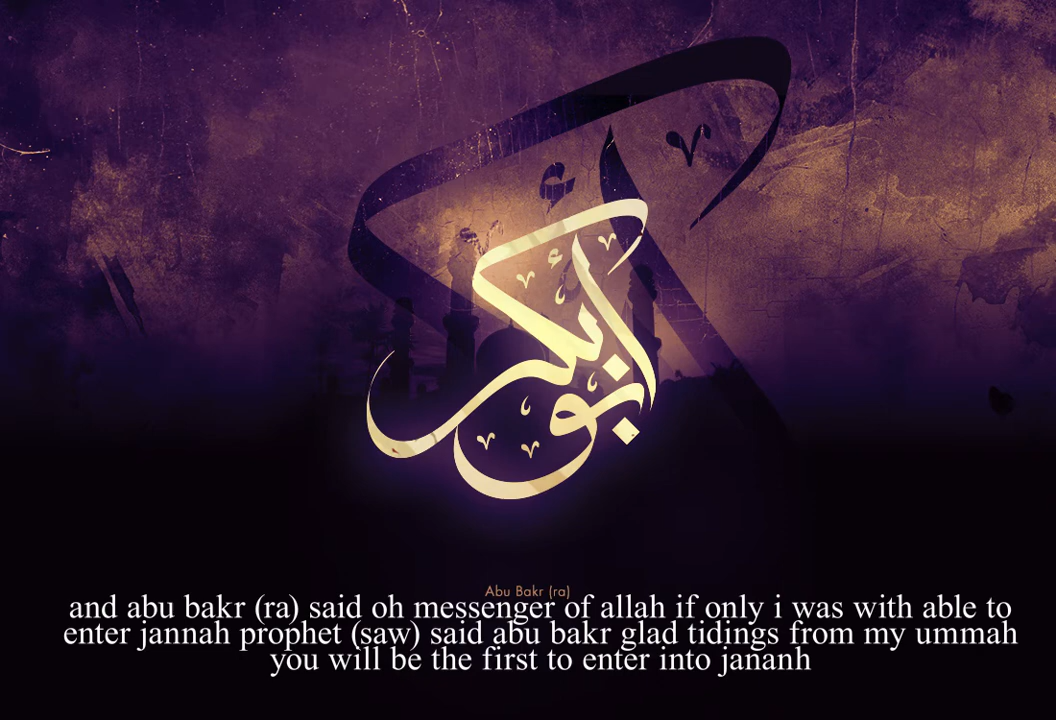 أبو بكر
Abu Bakr (ra)
and abu bakr (ra) said oh messenger of allah if only i was with able to
enter jannah prophet (saw) said abu bakr glad tidings from my ummah
you will be the first to enter into jananh